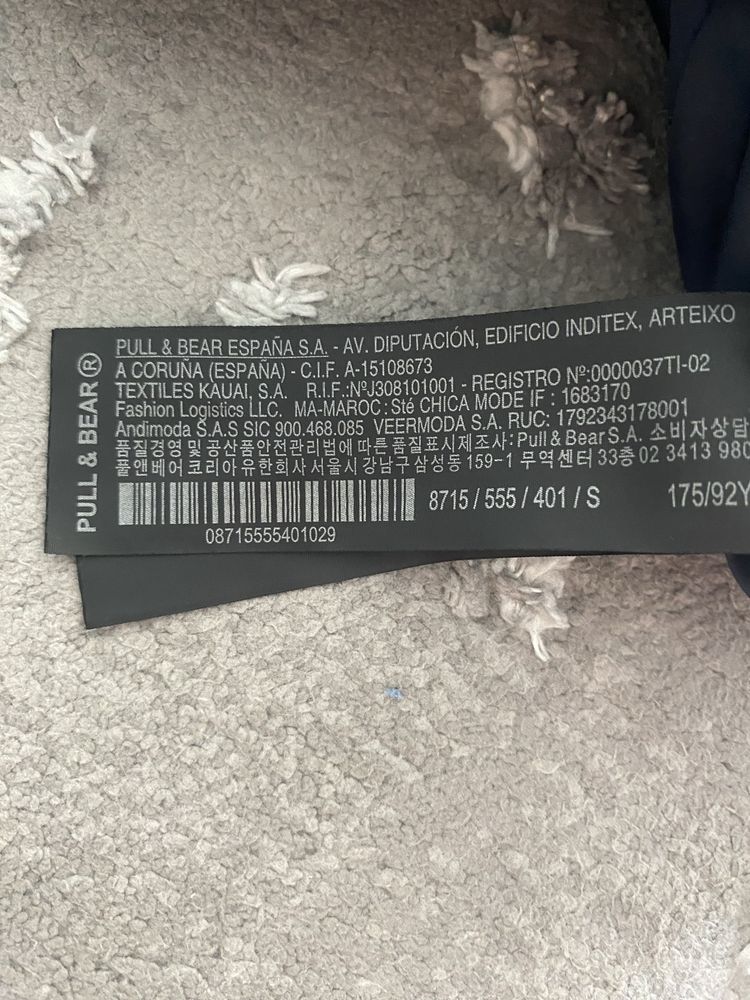 PULL & BEAR®
PULL & BEAR ESPAÑA S.A. - AV. DIPUTACIÓN, EDIFICIO INDITEX, ARTEIXO
A CORUÑA (ESPAÑA) - C.I.F. A-15108673
TEXTILES KAUAI, S.A. R.I.F.:NºJ308101001 - REGISTRO Nº:0000037TI-02
Fashion Logistics LLC. MA-MAROC : Sté CHICA MODE IF : 1683170
Andimoda S.A.S SIC 900.468.085 VEERMODA S.A. RUC: 1792343178001
품질경영 및 공산품안전관리법에 따른 품질표시 제조사: Pull & Bear S.A. 소비자상담
풀앤베어코리아유한회사 서울시 강남구 삼성동 159-1 무역센터 33층 02 3413 980
8715 / 555 / 401 / S 175/92Y
08715555401029